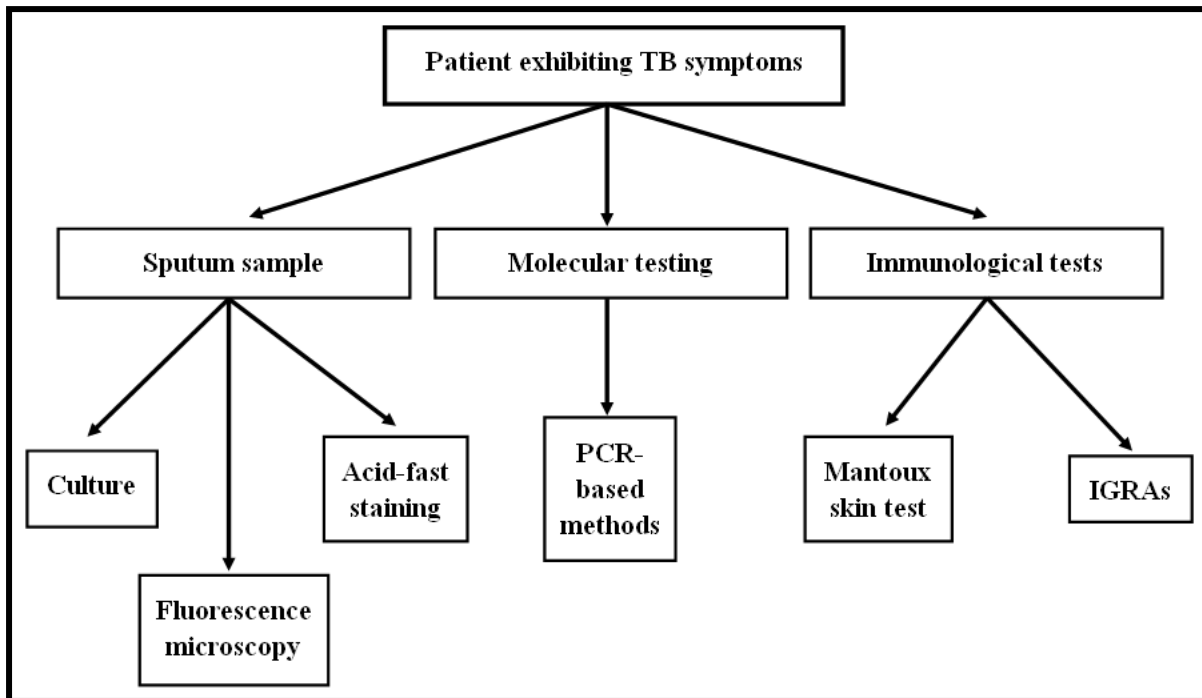 Patient exhibiting TB symptoms
Sputum sample
Molecular testing
Immunological tests
Culture
Acid-fast
staining
PCR-
based
methods
Mantoux
skin test
IGRAs
Fluorescence
microscopy